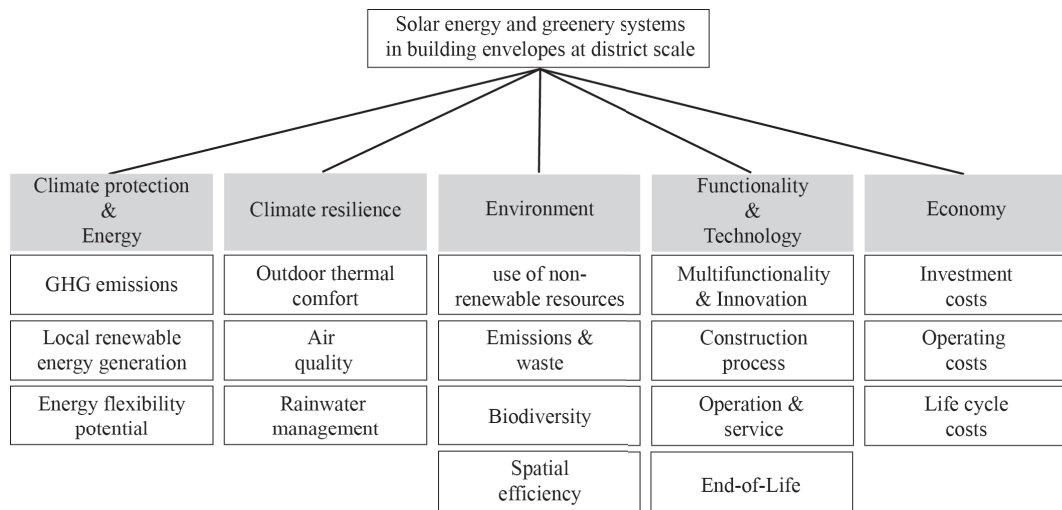 Solar energy and greenery systems
in building envelopes at district scale
Climate protection
&
Energy
GHG emissions
Local renewable
energy generation
Energy flexibility
potential
Climate resilience
Outdoor thermal
comfort
Air
quality
Rainwater
management
Environment
use of non-
renewable resources
Emissions &
waste
Biodiversity
Spatial
efficiency
Functionality
&
Technology
Multifunctionality
& Innovation
Construction
process
Operation &
service
End-of-Life
Economy
Investment
costs
Operating
costs
Life cycle
costs